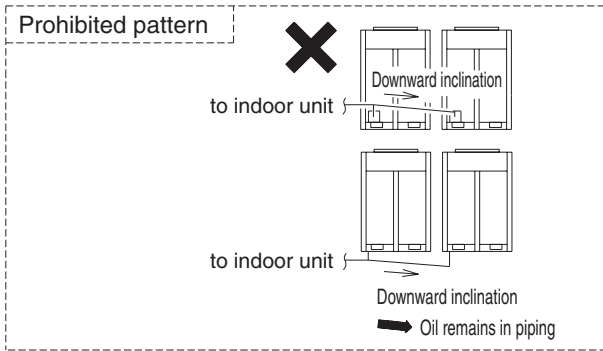 Prohibited pattern
Downward inclination
to indoor unit
to indoor unit
Downward inclination
Oil remains in piping